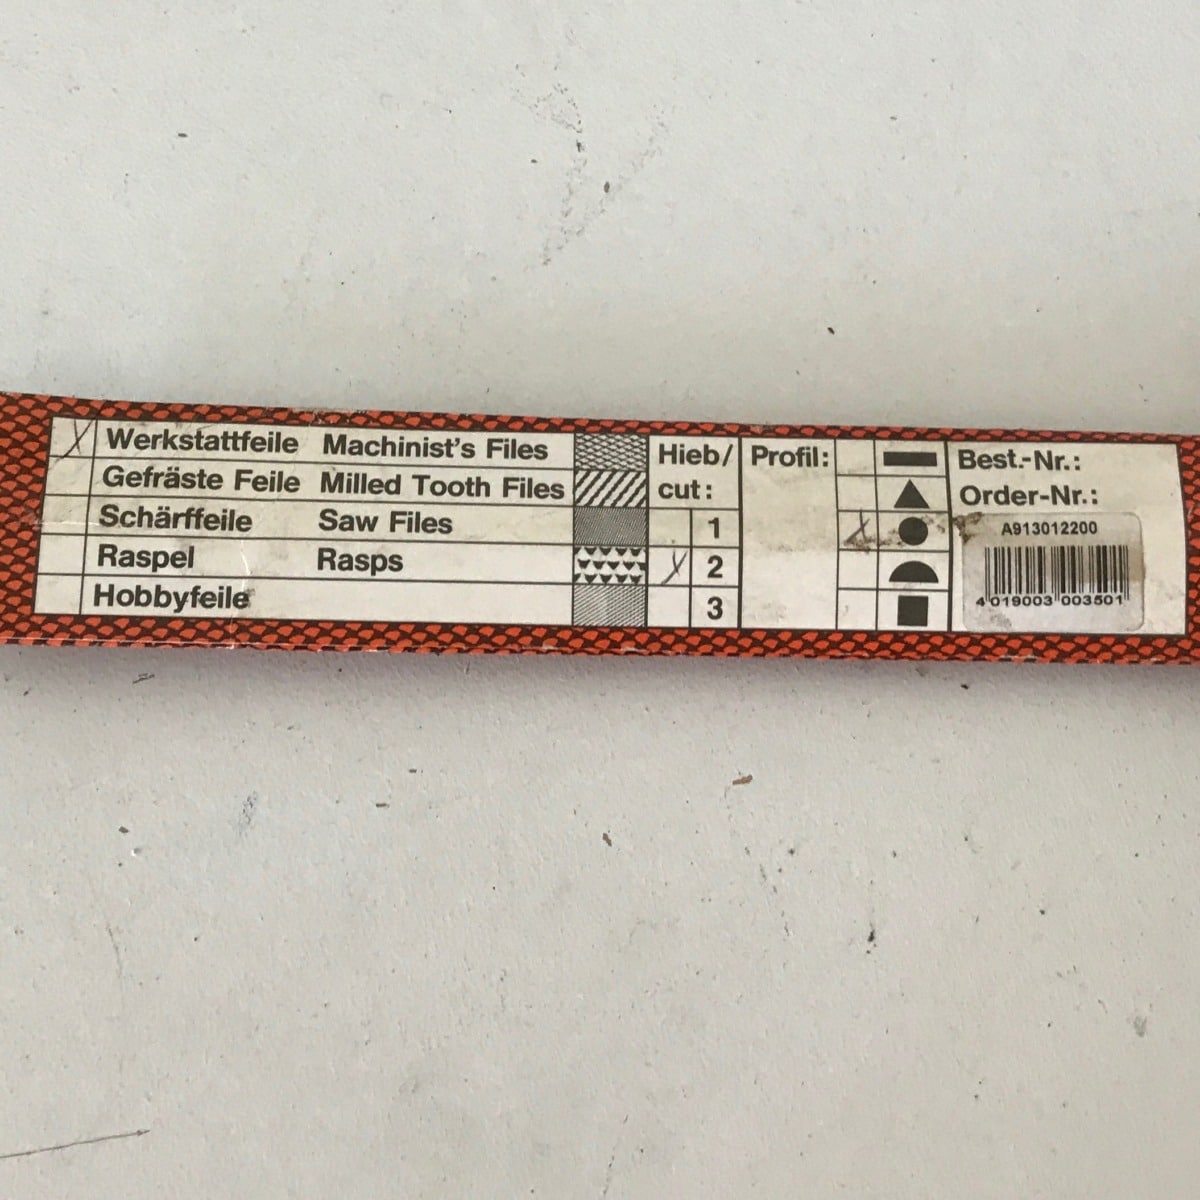 X Werkstattfeile Machinist's Files
Gefräste Feile Milled Tooth Files
Schärffeile Saw Files
Raspel Rasps
Hobbyfeile
Hieb/
cut:
1
X 2
3
Profil:
X
Best.-Nr.:
Order-Nr.:
A913012200
4 019003 003501